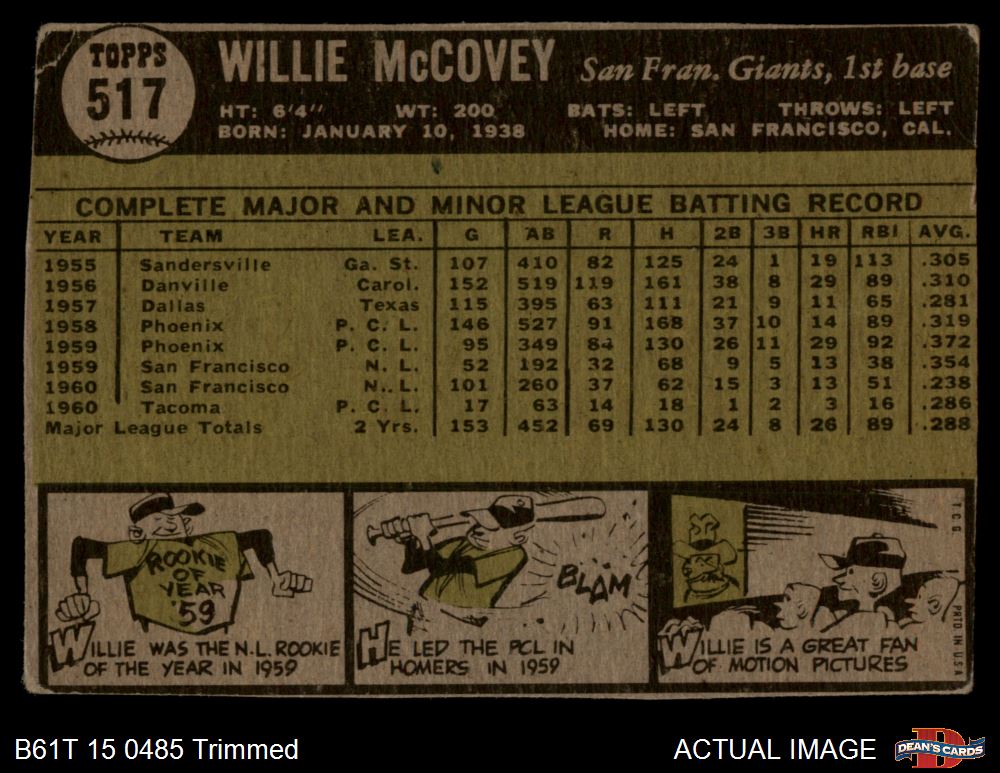 TOPPS
517
WILLIE McCOVEY San Fran. Giants, 1st base
HT: 6'4" WT: 200 BATS: LEFT THROWS: LEFT
BORN: JANUARY 10, 1938 HOME: SAN FRANCISCO, CAL.
COMPLETE MAJOR AND MINOR LEAGUE BATTING RECORD
YEAR TEAM LEA. G AB R H 2B 3B HR RBI AVG.
1955 Sandersville Ga. St. 107 410 82 125 24 1 19 113 .305
1956 Danville Carol. 152 519 119 161 38 8 29 89 .310
1957 Dallas Texas 115 395 63 111 21 9 11 65 .281
1958 Phoenix P. C. L. 146 527 91 168 37 10 14 89 .319
1959 Phoenix P. C. L. 95 349 84 130 26 11 29 92 .372
1959 San Francisco N. L. 52 192 32 68 9 5 13 38 .354
1960 San Francisco N. L. 101 260 37 62 15 3 13 51 .238
1960 Tacoma P. C. L. 17 63 14 18 1 2 3 16 .286
Major League Totals 2 Yrs. 153 452 69 130 24 8 26 89 .288
ROOKIE
OF
YEAR
'59
WILLIE WAS THE N.L. ROOKIE
OF THE YEAR IN 1959
BLAM
HE LED THE PCL IN
HOMERS IN 1959
WILLIE IS A GREAT FAN
OF MOTION PICTURES
T.C.G.
PRTD IN U.S.A.
B61T 15 0485 Trimmed
ACTUAL IMAGE
D
DEAN'S CARDS